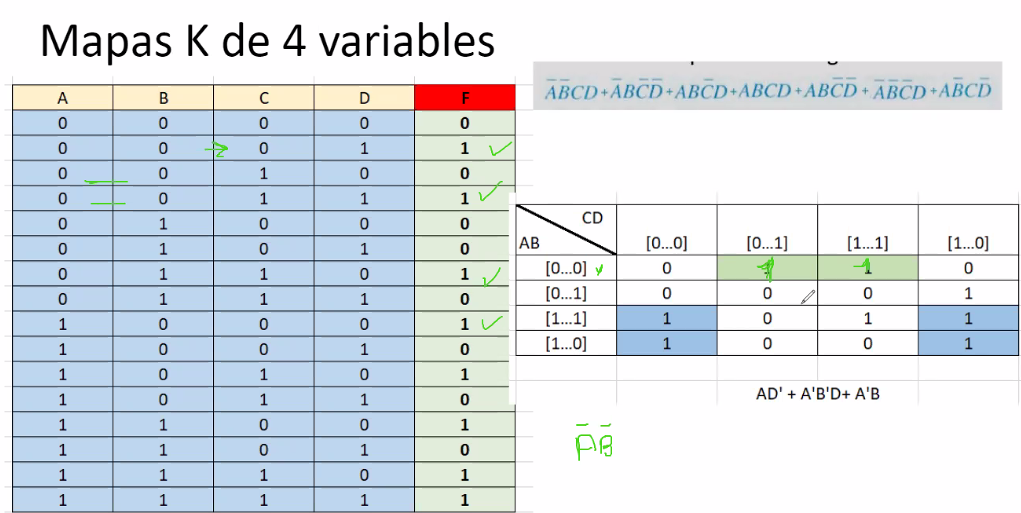 Mapas K de 4 variables
A̅B̅CD+A̅BC̅D̅+ABC̅D+ABCD+ABC̅D̅+A̅B̅C̅D+AB̅CD̅
A B C D F
0 0 0 0 0
0 0 0 1 1
0 0 1 0 0
0 0 1 1 1
0 1 0 0 0
0 1 0 1 0
0 1 1 0 1
0 1 1 1 0
1 0 0 0 1
1 0 0 1 0
1 0 1 0 1
1 0 1 1 0
1 1 0 0 1
1 1 0 1 0
1 1 1 0 1
1 1 1 1 1
CD
AB [0...0] [0...1] [1...1] [1...0]
[0...0] 0 1 1 0
[0...1] 0 0 0 1
[1...1] 1 0 1 1
[1...0] 1 0 0 1
AD' + A'B'D+ A'B
A̅B̅